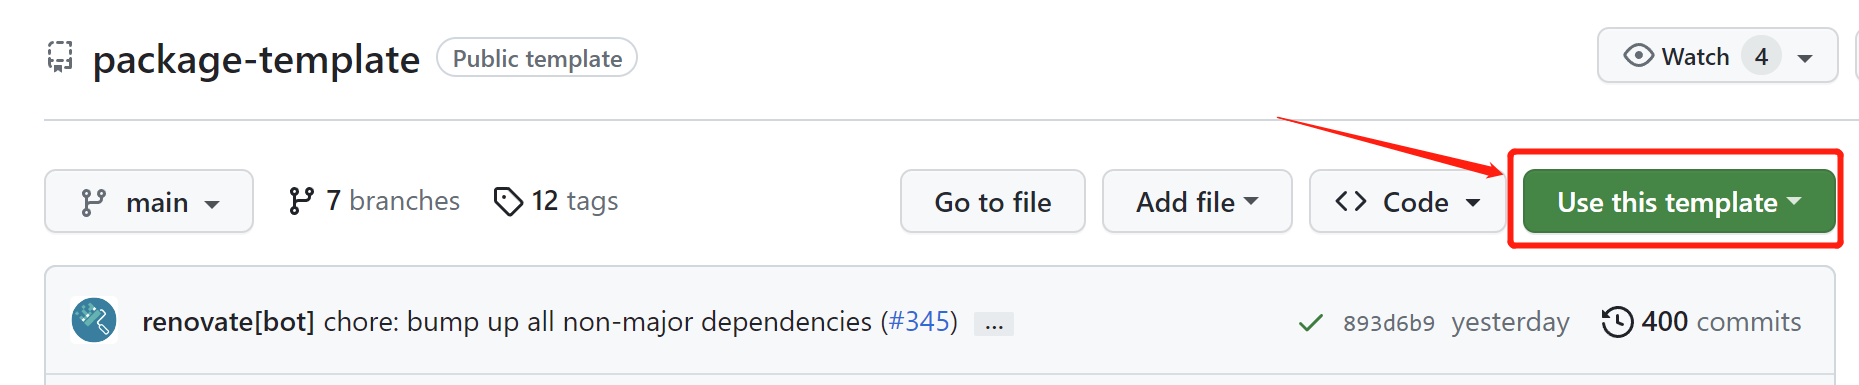 package-template Public template Watch 4
main 7 branches 12 tags Go to file Add file Code Use this template
renovate[bot] chore: bump up all non-major dependencies (#345) ... 893d6b9 yesterday 400 commits